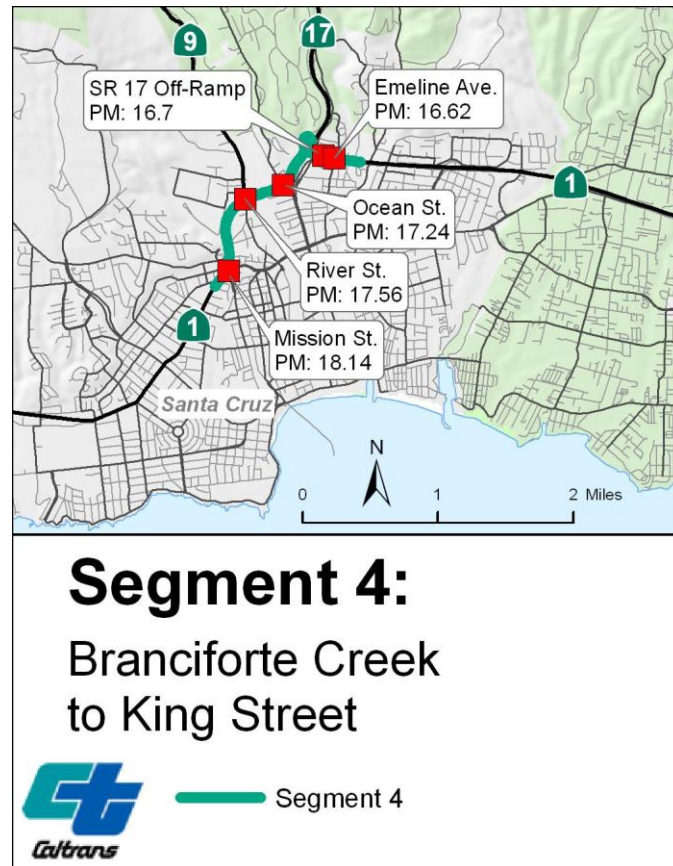 9
17
SR 17 Off-Ramp
PM: 16.7
Emeline Ave.
PM: 16.62
1
Ocean St.
PM: 17.24
River St.
PM: 17.56
1
Mission St.
PM: 18.14
Santa Cruz
N
0 1 2 Miles
Segment 4:
Branciforte Creek
to King Street
Segment 4
Ct
Caltrans